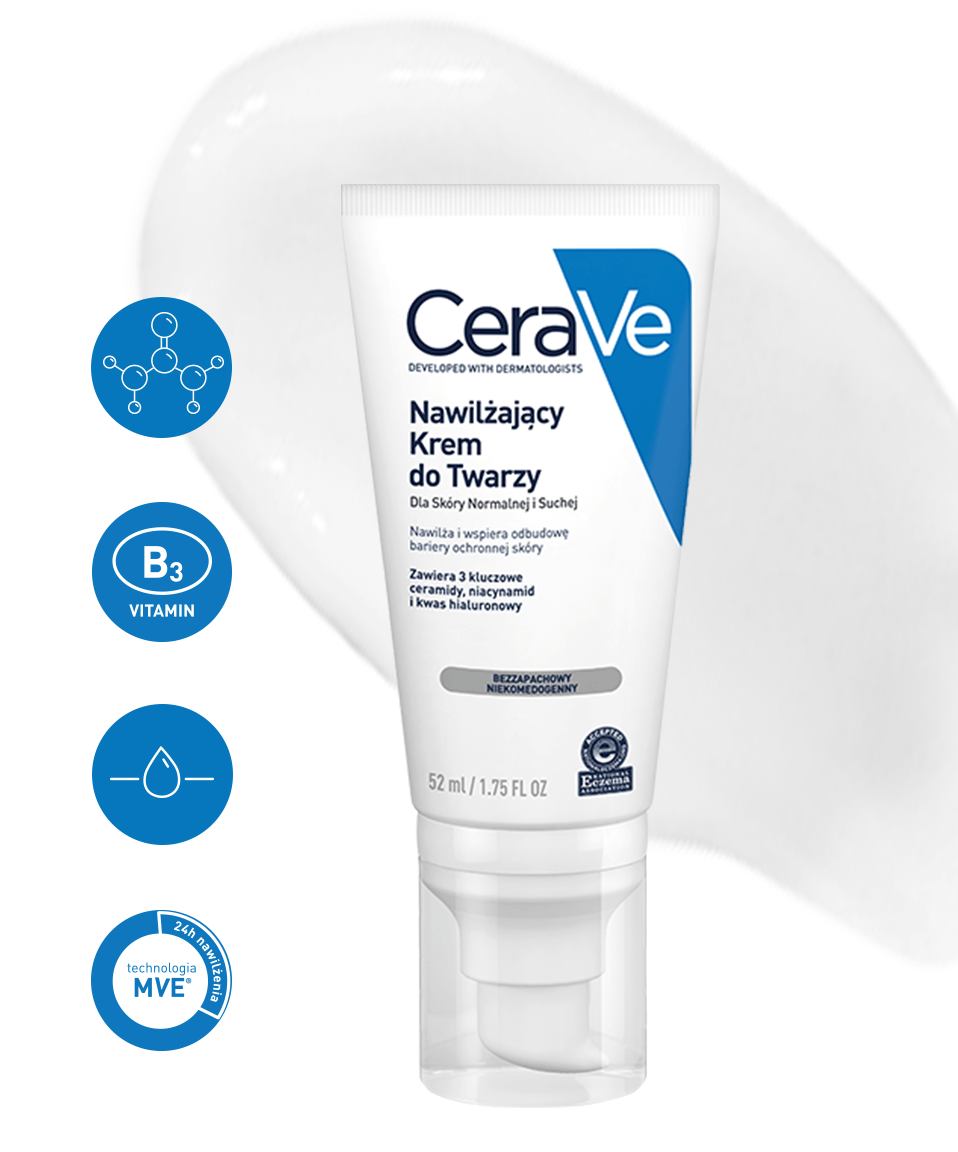 CeraVe
DEVELOPED WITH DERMATOLOGISTS
Nawilżający
Krem
do Twarzy
Dla Skóry Normalnej i Suchej
Nawilża i wspiera odbudowę
bariery ochronnej skóry
Zawiera 3 kluczowe
ceramidy, niacynamid
i kwas hialuronowy
BEZZAPACHOWY
NIEKOMEDOGENNY
52 ml / 1.75 FL OZ
ACCEPTED
e
NATIONAL
Eczema
ASSOCIATION
B3
VITAMIN
24h nawilżenia
technologia
MVE®